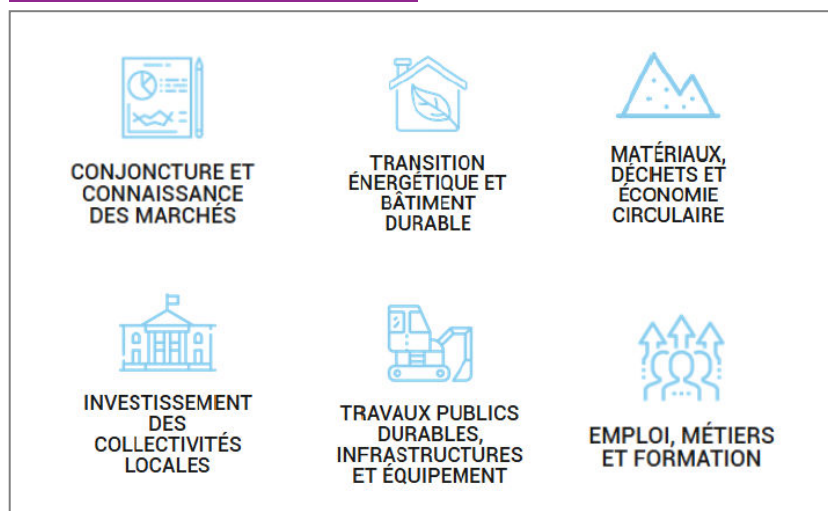 CONJONCTURE ET
CONNAISSANCE
DES MARCHÉS
TRANSITION
ÉNERGÉTIQUE ET
BÂTIMENT
DURABLE
MATÉRIAUX,
DÉCHETS ET
ÉCONOMIE
CIRCULAIRE
INVESTISSEMENT
DES
COLLECTIVITÉS
LOCALES
TRAVAUX PUBLICS
DURABLES,
INFRASTRUCTURES
ET ÉQUIPEMENT
EMPLOI, MÉTIERS
ET FORMATION